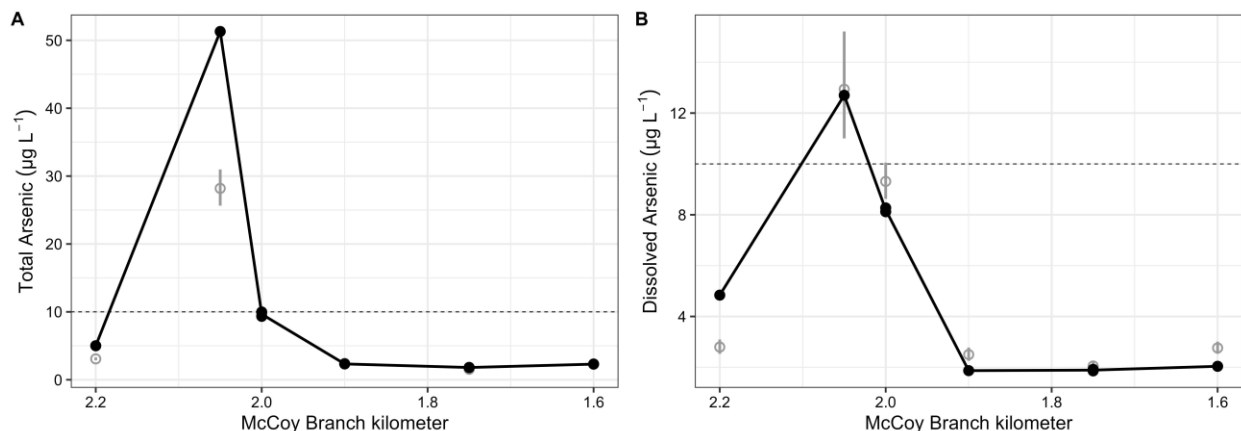 A
Total Arsenic (µg L⁻¹)
50
40
30
20
10
0
2.2
2.0
1.8
1.6
McCoy Branch kilometer
B
Dissolved Arsenic (µg L⁻¹)
12
8
4
2.2
2.0
1.8
1.6
McCoy Branch kilometer